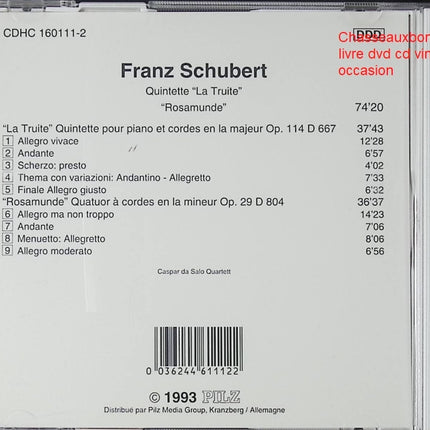 CDHC 160111-2
DDD
Chasseauxbon
livre dvd cd vin
occasion
Franz Schubert
Quintette “La Truite”
“Rosamunde” 74'20
“La Truite” Quintette pour piano et cordes en la majeur Op. 114 D 667 37'43
1 Allegro vivace 12'28
2 Andante 6'57
3 Scherzo: presto 4'02
4 Thema con variazioni: Andantino - Allegretto 7'33
5 Finale Allegro giusto 6'32
“Rosamunde” Quatuor à cordes en la mineur Op. 29 D 804 36'37
6 Allegro ma non troppo 14'23
7 Andante 7'06
8 Menuetto: Allegretto 8'06
9 Allegro moderato 6'56
Caspar da Salo Quartett
0 036244 611122
© 1993 PILZ
Distribué par Pilz Media Group, Kranzberg / Allemagne